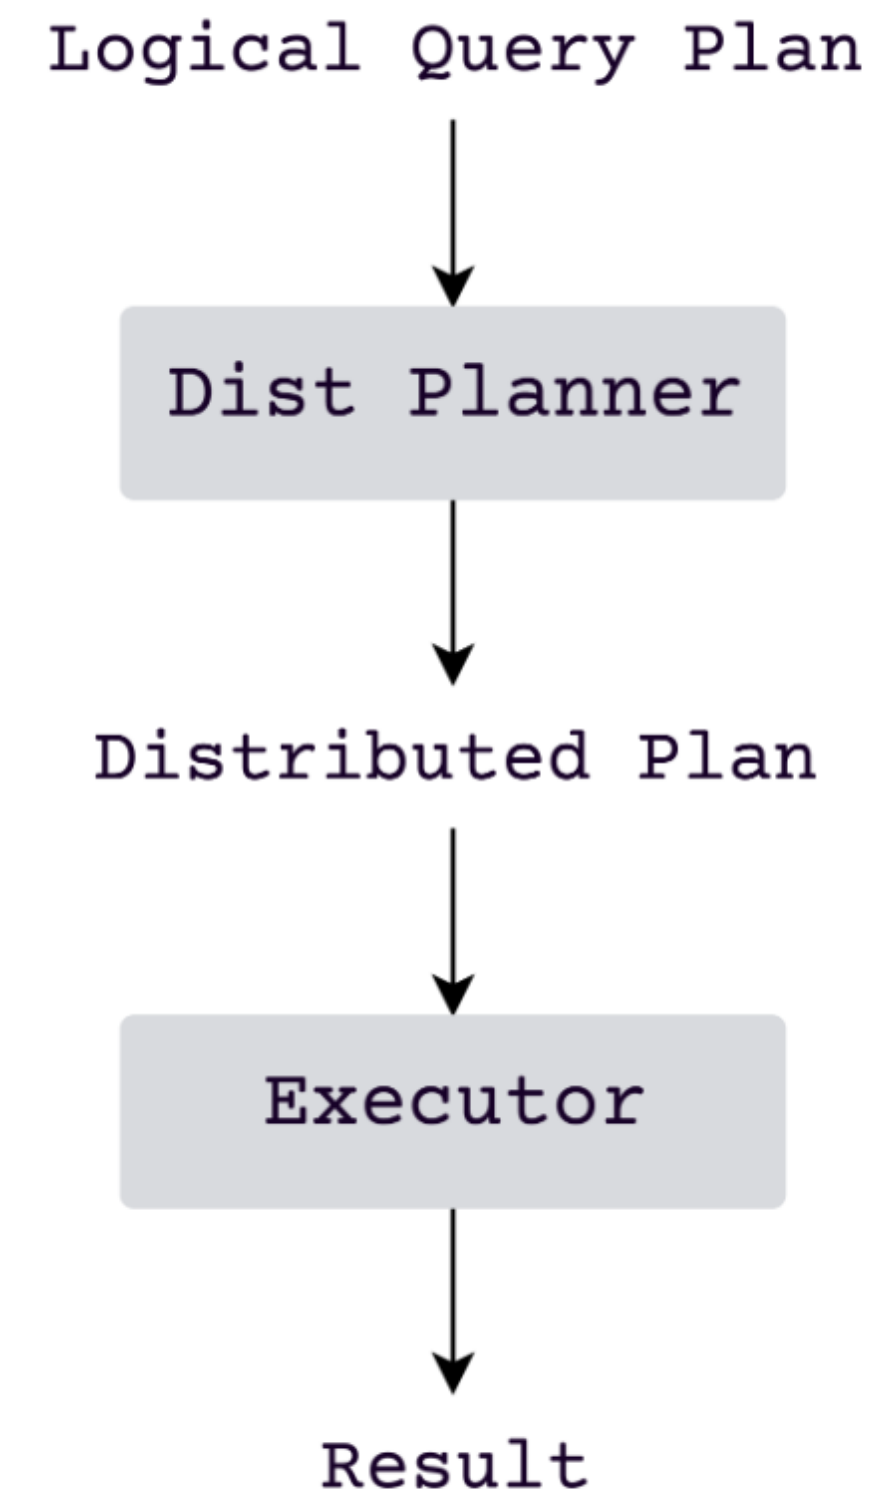 Logical Query Plan
Dist Planner
Distributed Plan
Executor
Result